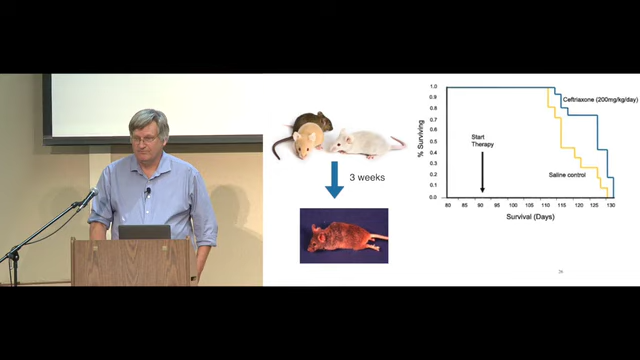 3 weeks
% Surviving
1.0
0.9
0.8
0.7
0.6
0.5
0.4
0.3
0.2
0.1
0.0
Ceftriaxone (200mg/kg/day)
Start
Therapy
Saline control
80 85 90 95 100 105 110 115 120 125 130
Survival (Days)
26